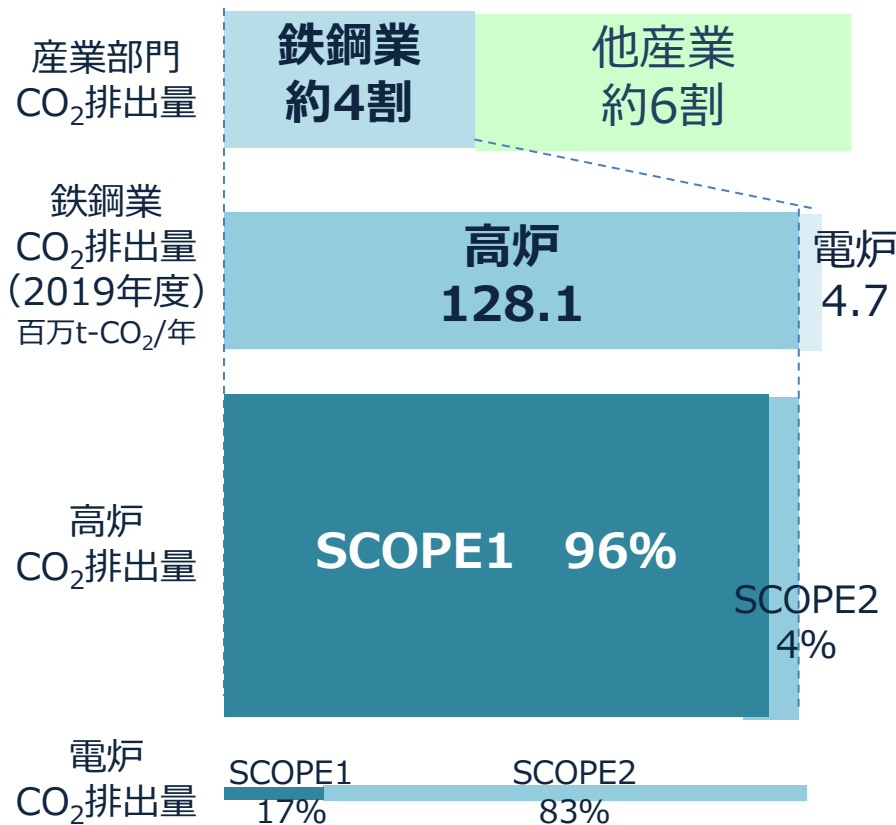 産業部門
CO₂排出量
鉄鋼業
約4割
他産業
約6割
鉄鋼業
CO₂排出量
（2019年度）
百万t-CO₂/年
高炉
128.1
電炉
4.7
高炉
CO₂排出量
SCOPE1 96%
SCOPE2
4%
電炉
CO₂排出量
SCOPE1
17%
SCOPE2
83%